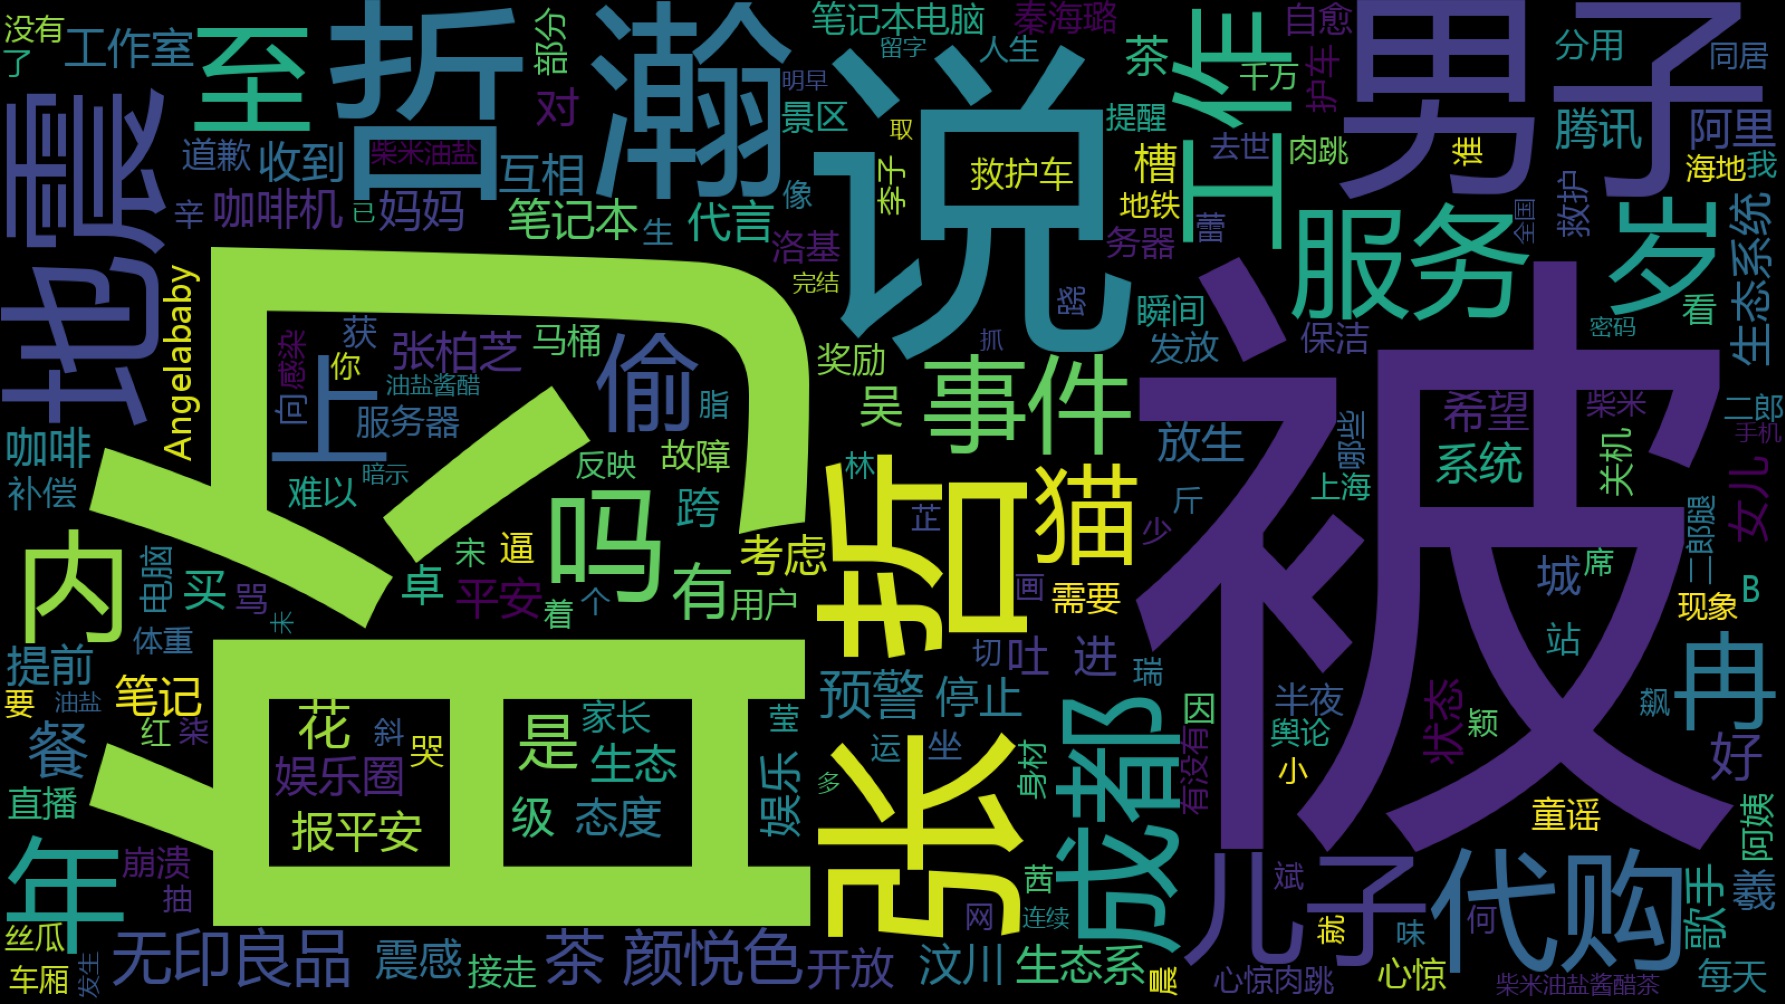 没有
了
工作室
至
哲
瀚
部分
笔记本电脑
留字
秦海璐
人生
茶
工作
自愈
千万
护车
男子
分用
同居
地震
道歉
收到
柴米油盐
对
互相
明早
景区
取
说
提醒
去世
肉跳
谁
腾讯
阿里
海地
我
辛
咖啡机
已
妈妈
笔记本
生
代言
像
李子
救护车
槽
地铁
蕾
服务
全国
救护
岁
生态系统
Angelababy
洛基
完结
务器
瞬间
路
保洁
密码
看
向
感染
获
你
张柏芝
马桶
偷
脂
奖励
抓
发放
被
上
油盐酱醋
服务器
吴
事件
希望
柴米
二郎
手机
咖啡
补偿
难以
暗示
反映
故障
林
放生
哪些
上海
系统
关机
女儿
内
电脑
买
骂
卓
宋
逼
吗
跨
考虑
张哲
芷
猫
斤
少
二郎腿
平安
着
个
有
用户
画
需要
城
席
现象
B
提前
体重
要
油盐
笔记
切
吐
进
瑞
站
冉
曰
预警
停止
半夜
状态
飙
餐
红
柒
花
斜
哭
是
家长
生态
莹
运
坐
身材
成都
因
有没有
舆论
颖
好
直播
娱乐圈
报平安
级
态度
娱乐
多
小
童谣
阿姨
年
崩溃
抽
茜
网
连续
儿子
斌
就
代购
何
味
歌手
羲
丝瓜
车厢
发生
无印良品
震感
接走
茶
颜悦色
开放
汶川
生态系
晨
心惊肉跳
心惊
柴米油盐酱醋茶
每天